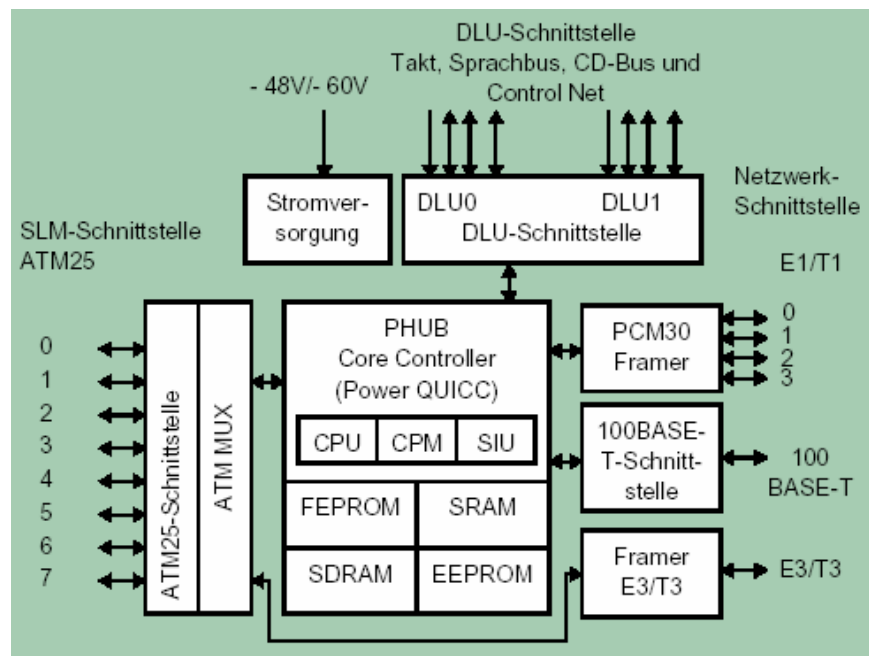 DLU-Schnittstelle
Takt, Sprachbus, CD-Bus und
Control Net
- 48V/- 60V
Stromver-
sorgung
DLU0 DLU1
DLU-Schnittstelle
Netzwerk-
Schnittstelle
E1/T1
SLM-Schnittstelle
ATM25
0
1
2
3
4
5
6
7
ATM25-Schnittstelle
ATM MUX
PHUB
Core Controller
(Power QUICC)
CPU CPM SIU
FEPROM SRAM
SDRAM EEPROM
PCM30
Framer
0
1
2
3
100BASE-
T-Schnitt-
stelle
100
BASE-T
Framer
E3/T3
E3/T3